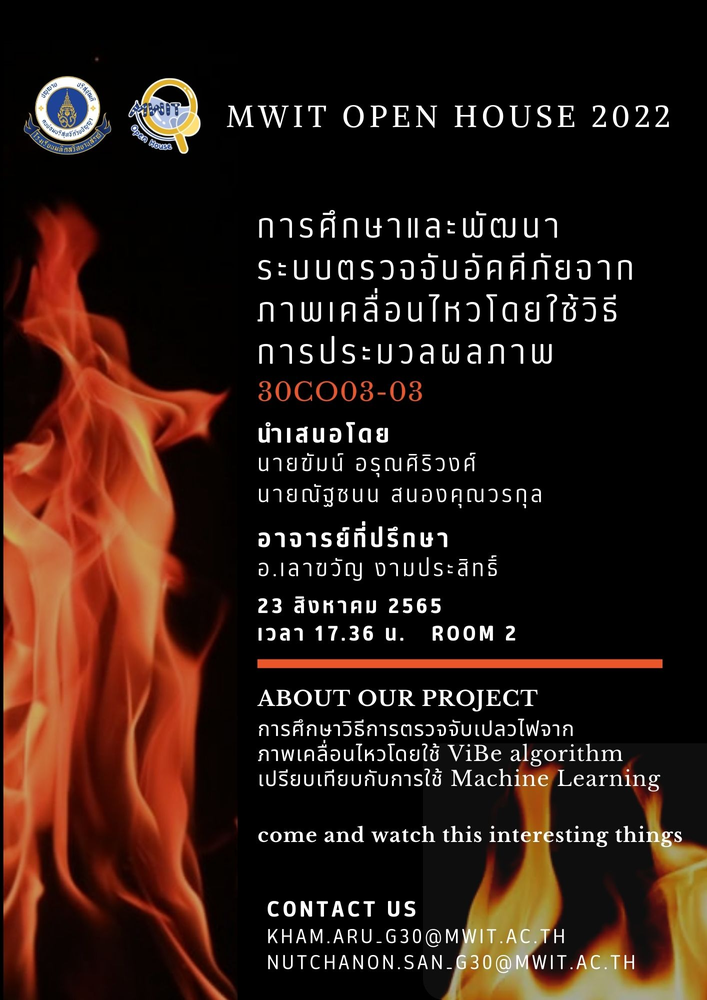 MWIT OPEN HOUSE 2022
MWIT
Open House
การศึกษาและพัฒนา
ระบบตรวจจับอัคคีภัยจาก
ภาพเคลื่อนไหวโดยใช้วิธี
การประมวลผลภาพ
30CO03-03
นำเสนอโดย
นายขัมน์ อรุณศิริวงศ์
นายณัฐชนน สนองคุณวรกุล
อาจารย์ที่ปรึกษา
อ.เลาขวัญ งามประสิทธิ์
23 สิงหาคม 2565
เวลา 17.36 น. ROOM 2
ABOUT OUR PROJECT
การศึกษาวิธีการตรวจจับเปลวไฟจาก
ภาพเคลื่อนไหวโดยใช้ ViBe algorithm
เปรียบเทียบกับการใช้ Machine Learning
come and watch this interesting things
CONTACT US
KHAM.ARU_G30@MWIT.AC.TH
NUTCHANON.SAN_G30@MWIT.AC.TH